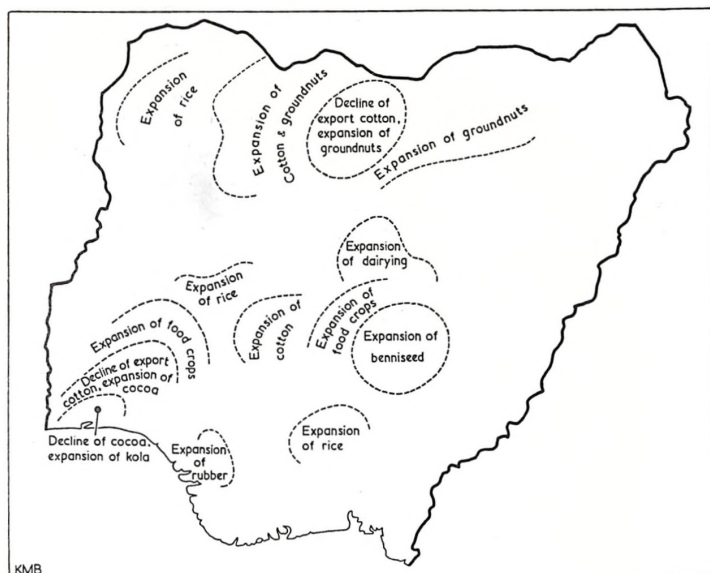 Expansion
of rice
Expansion of
Cotton & groundnuts
Decline of
export cotton,
expansion of
groundnuts
Expansion of groundnuts
Expansion
of dairying
Expansion
of rice
Expansion of food crops
Expansion of
cotton
Expansion of
food crops
Expansion of
benniseed
Decline of export
cotton, expansion of
cocoa
Decline of cocoa,
expansion of kola
Expansion
of
rubber
Expansion
of rice
KMB